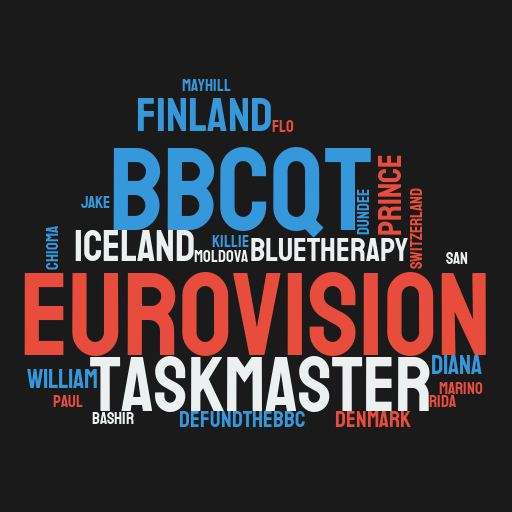 MAYHILL
FINLAND
FLO
BBCQT
PRINCE
JAKE
DUNDEE
SWITZERLAND
CHIOMA
ICELAND
KILLIE
MOLDOVA
BLUETHERAPY
SAN
EUROVISION
TASKMASTER
DIANA
WILLIAM
MARINO
PAUL
RIDA
BASHIR
DEFUNDTHEBBC
DENMARK